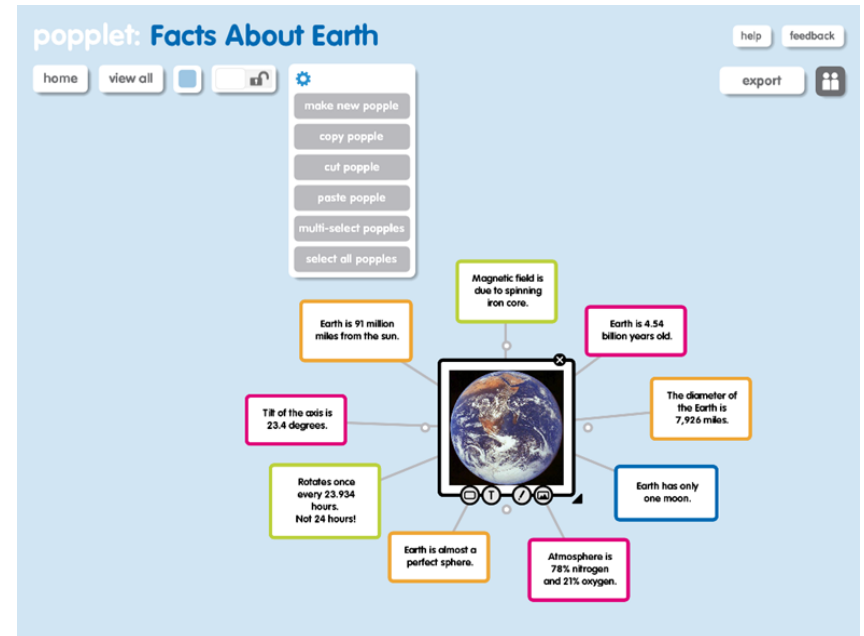 popplet: Facts About Earth
help
feedback
home
view all
export
make new popple
copy popple
cut popple
paste popple
multi-select popples
select all popples
Magnetic field is
due to spinning
iron core.
Earth is 91 million
miles from the sun.
Earth is 4.54
billion years old.
Tilt of the axis is
23.4 degrees.
The diameter of
the Earth is
7,926 miles.
Rotates once
every 23.934
hours.
Not 24 hours!
Earth has only
one moon.
T
Earth is almost a
perfect sphere.
Atmosphere is
78% nitrogen
and 21% oxygen.